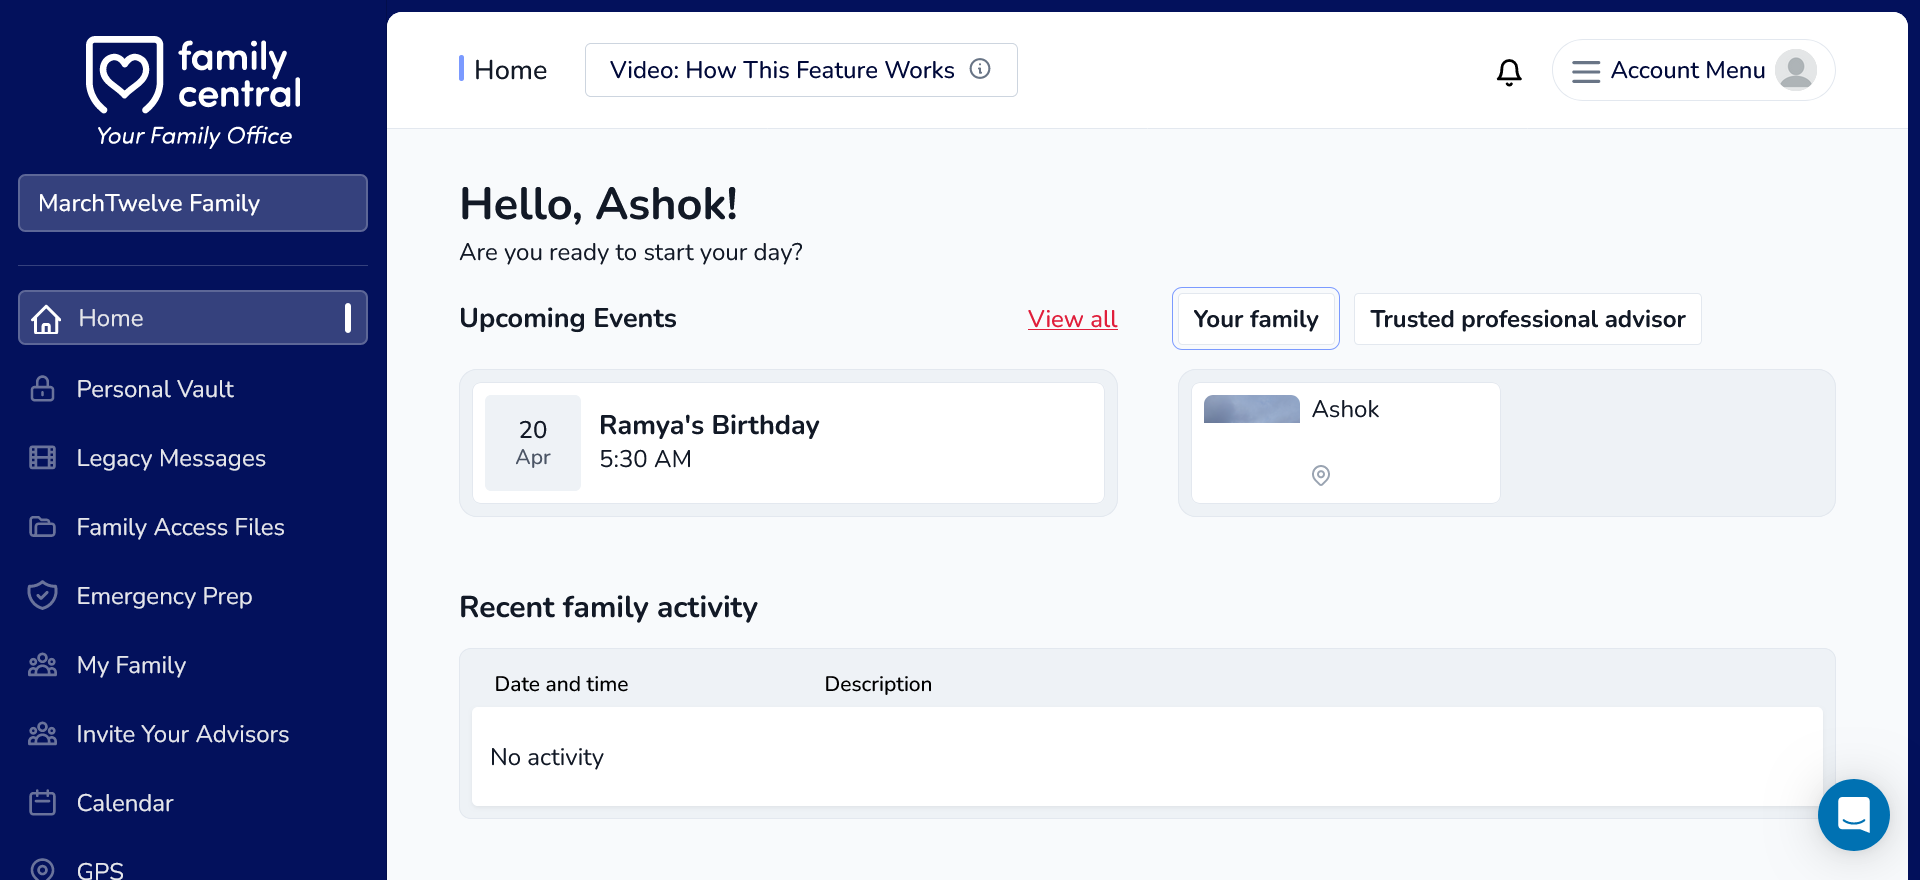 family
central
Your Family Office
MarchTwelve Family
Home
Personal Vault
Legacy Messages
Family Access Files
Emergency Prep
My Family
Invite Your Advisors
Calendar
GPS
Home
Video: How This Feature Works
Account Menu
Hello, Ashok!
Are you ready to start your day?
Upcoming Events
View all
20
Apr
Ramya's Birthday
5:30 AM
Your family
Trusted professional advisor
Ashok
Recent family activity
Date and time
Description
No activity